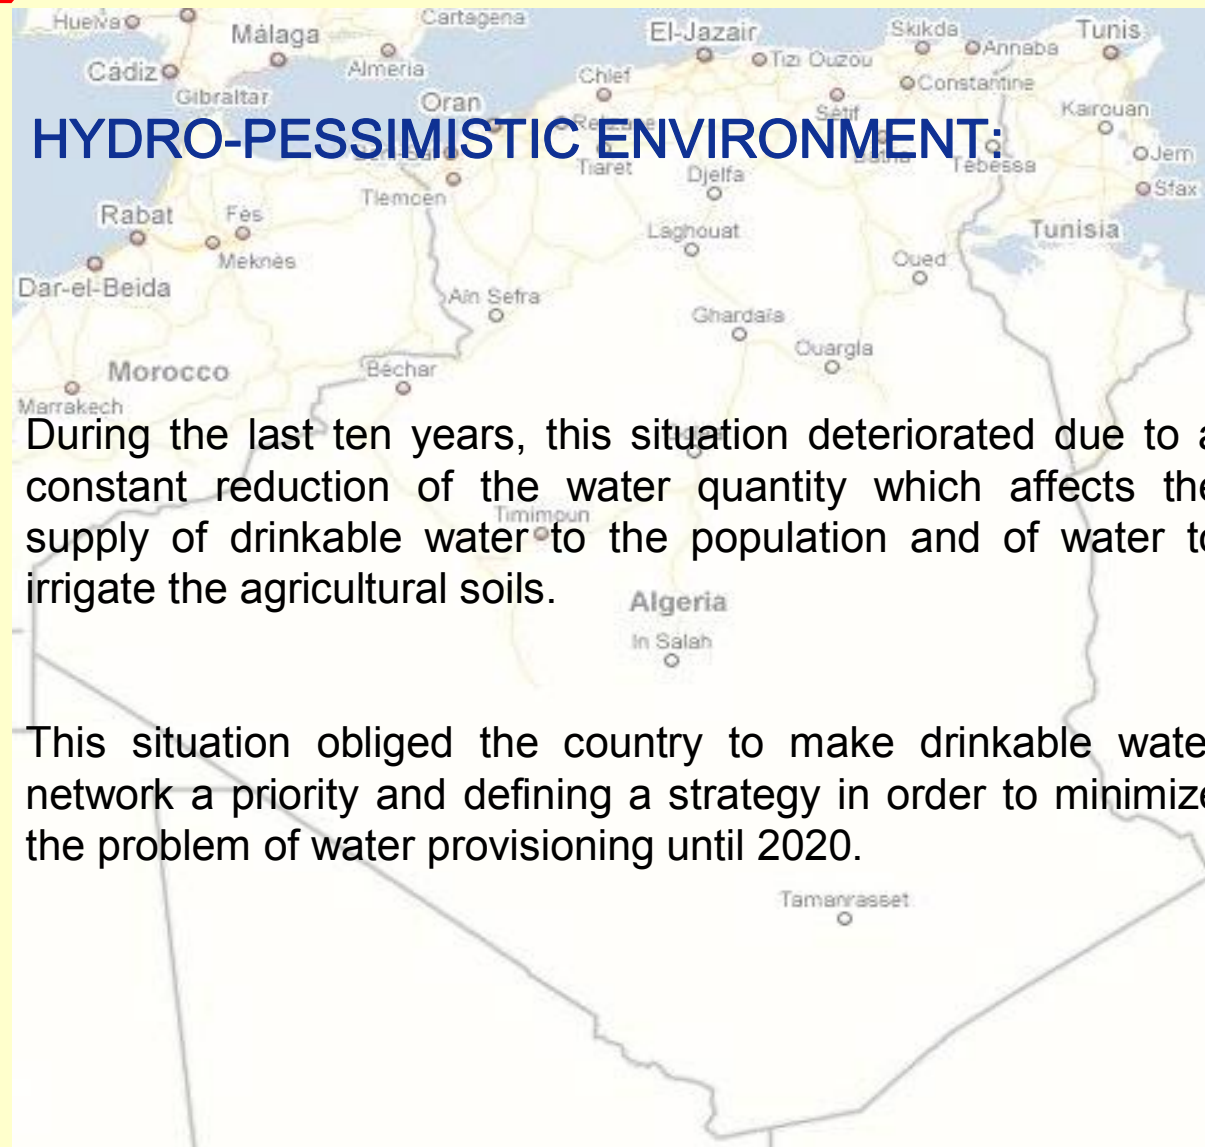 Huelva
Málaga
Cartagena
El-Jazair
Skikda
Annaba
Tunis
Cádiz
Almeria
Tizi Ouzou
Chlef
Constantine
Gibraltar
Oran
Sétif
Kairouan
HYDRO-PESSIMISTIC ENVIRONMENT:
Tiaret
Tébessa
Jem
Tlemcen
Djelfa
Sfax
Rabat
Fès
Laghouat
Tunisia
Meknès
Oued
Dar-el-Beida
Aïn Sefra
Ghardaïa
Ouargla
Morocco
Béchar
Marrakech
During the last ten years, this situation deteriorated due to a
constant reduction of the water quantity which affects the
Timimoun
supply of drinkable water to the population and of water to
irrigate the agricultural soils.
Algeria
In Salah
This situation obliged the country to make drinkable water
network a priority and defining a strategy in order to minimize
the problem of water provisioning until 2020.
Tamanrasset